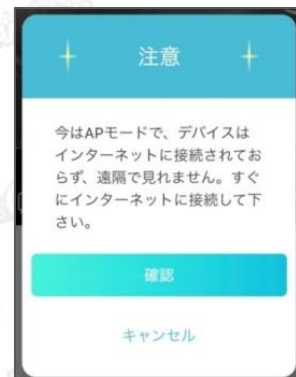 注意
今はAPモードで、デバイスは
インターネットに接続されてお
らず、遠隔で見れません。すぐ
にインターネットに接続して下
さい。
確認
キャンセル